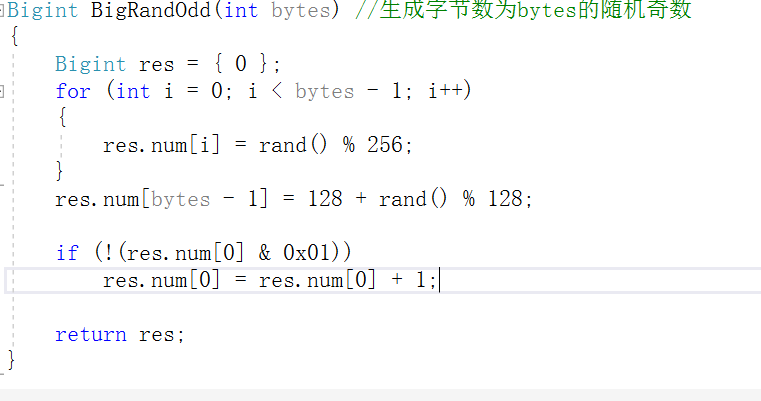 Bigint BigRandOdd(int bytes) //生成字节数为bytes的随机奇数
{
    Bigint res = { 0 };
    for (int i = 0; i < bytes - 1; i++)
    {
        res.num[i] = rand() % 256;
    }
    res.num[bytes - 1] = 128 + rand() % 128;
    if (!(res.num[0] & 0x01))
        res.num[0] = res.num[0] + 1;
    return res;
}